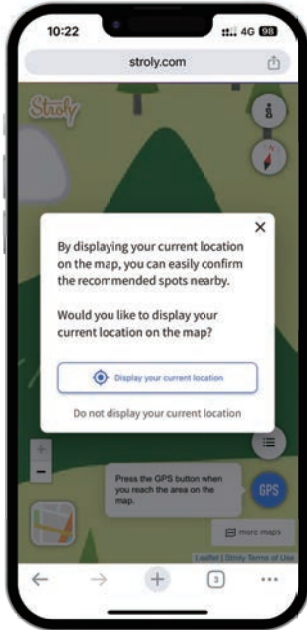 10:22
4G 98
stroly.com
Stroly
N
×
By displaying your current location
on the map, you can easily confirm
the recommended spots nearby.
Would you like to display your
current location on the map?
Display your current location
Do not display your current location
+
−
Press the GPS button when
you reach the area on the
map.
GPS
more maps
Leaflet | Stroly Terms of Use
3